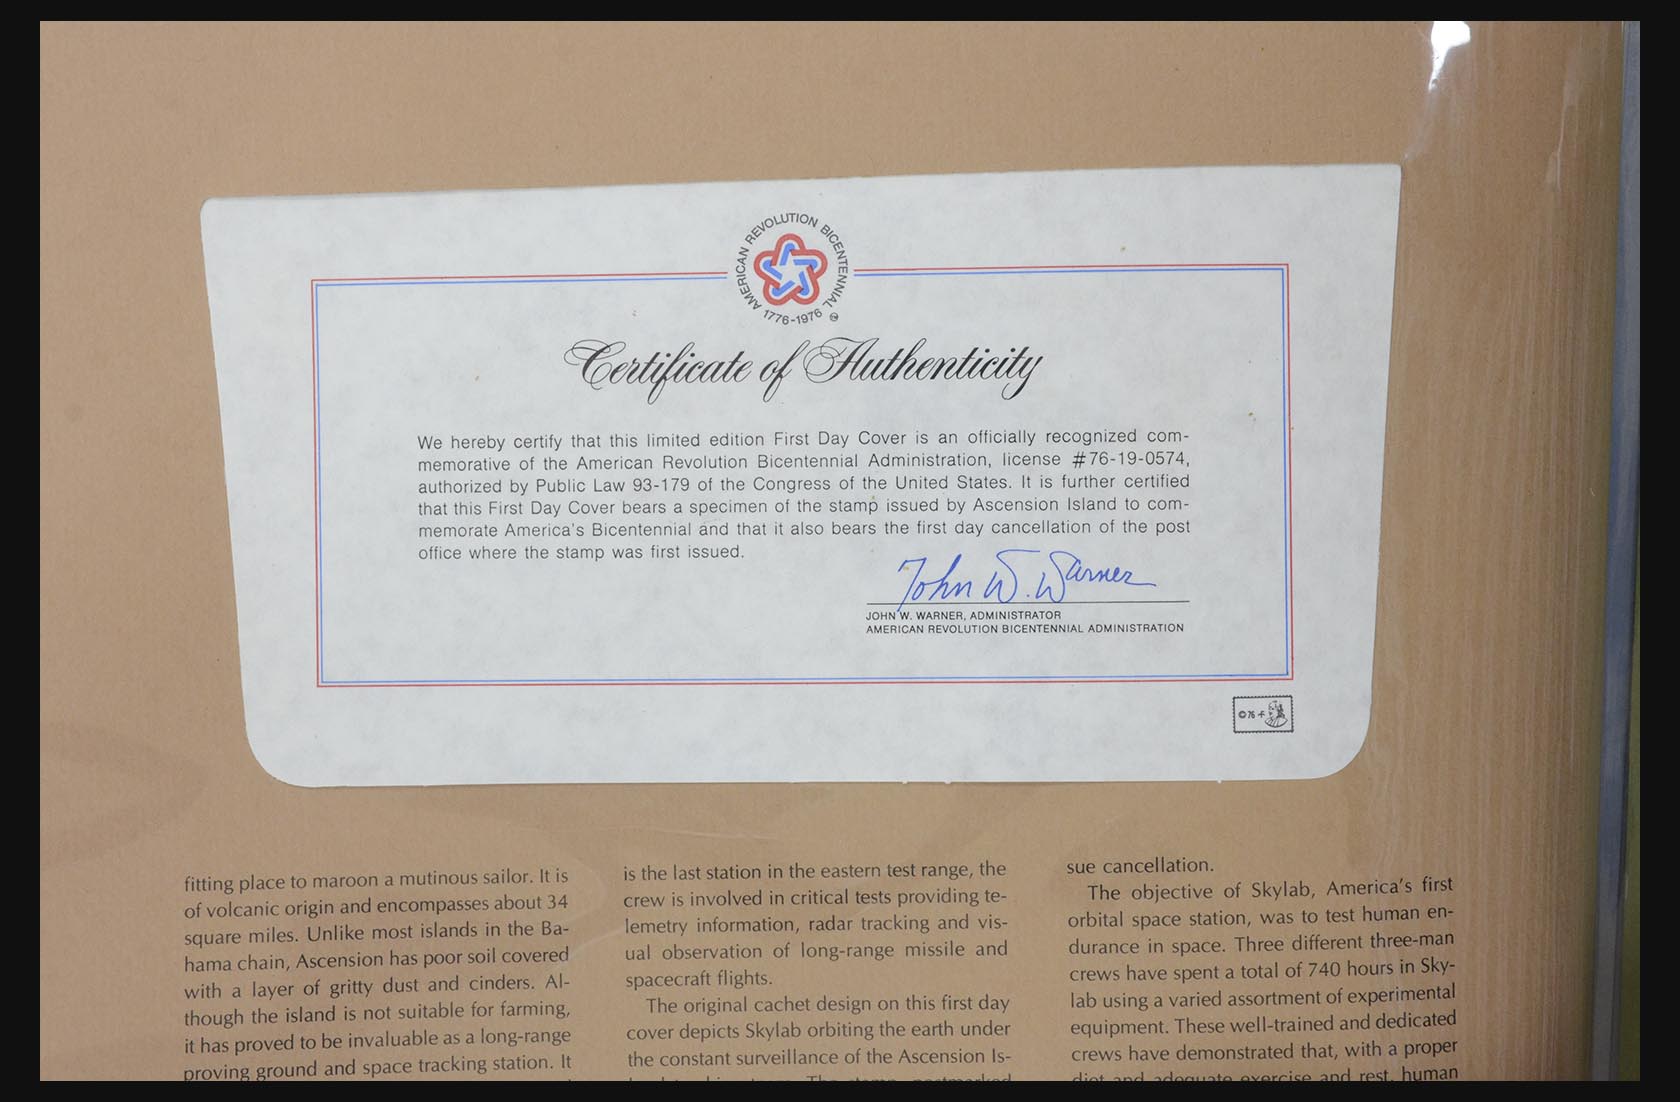 AMERICAN REVOLUTION BICENTENNIAL
1776-1976
Certificate of Authenticity
We hereby certify that this limited edition First Day Cover is an officially recognized com-
memorative of the American Revolution Bicentennial Administration, license #76-19-0574,
authorized by Public Law 93-179 of the Congress of the United States. It is further certified
that this First Day Cover bears a specimen of the stamp issued by Ascension Island to com-
memorate America's Bicentennial and that it also bears the first day cancellation of the post
office where the stamp was first issued.
John W. Warner
JOHN W. WARNER, ADMINISTRATOR
AMERICAN REVOLUTION BICENTENNIAL ADMINISTRATION
©76
fitting place to maroon a mutinous sailor. It is
of volcanic origin and encompasses about 34
square miles. Unlike most islands in the Ba-
hama chain, Ascension has poor soil covered
with a layer of gritty dust and cinders. Al-
though the island is not suitable for farming,
it has proved to be invaluable as a long-range
proving ground and space tracking station. It
is the last station in the eastern test range, the
crew is involved in critical tests providing te-
lemetry information, radar tracking and vis-
ual observation of long-range missile and
spacecraft flights.
The original cachet design on this first day
cover depicts Skylab orbiting the earth under
the constant surveillance of the Ascension Is-
The stamp, postmarked
sue cancellation.
The objective of Skylab, America's first
orbital space station, was to test human en-
durance in space. Three different three-man
crews have spent a total of 740 hours in Sky-
lab using a varied assortment of experimental
equipment. These well-trained and dedicated
crews have demonstrated that, with a proper
diet and adequate exercise and rest, human